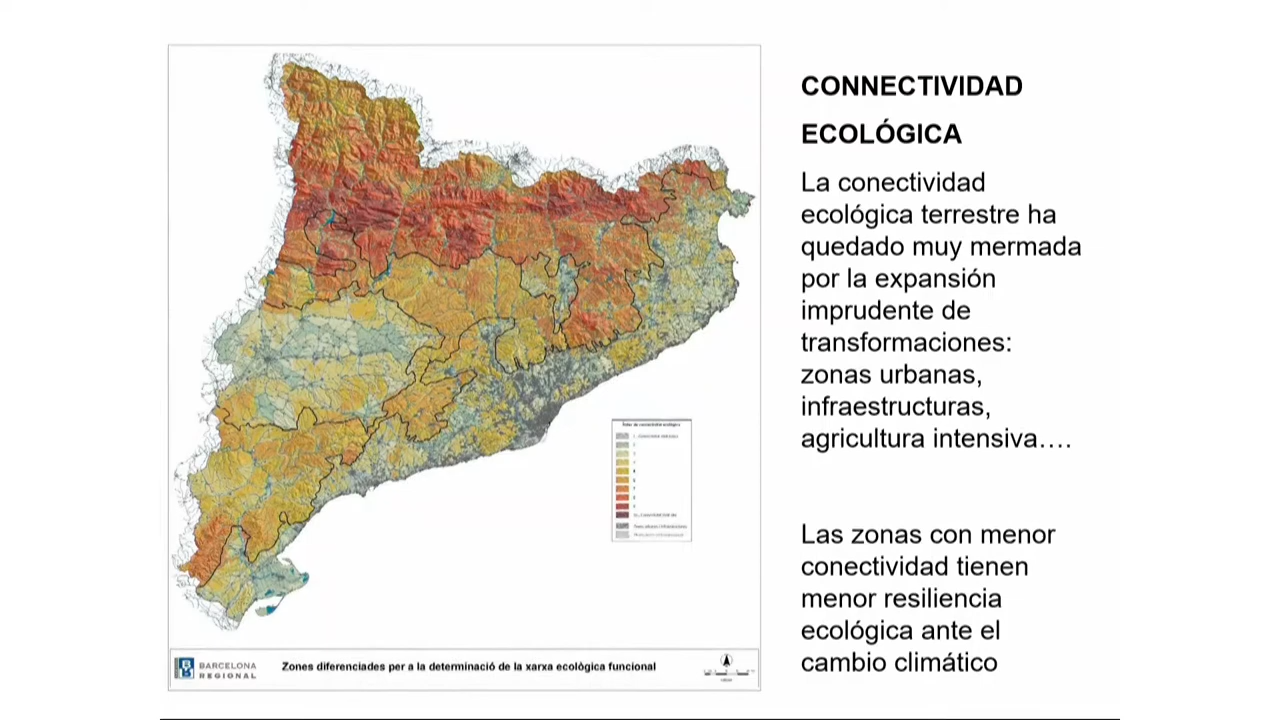 CONNECTIVIDAD
ECOLÓGICA
La conectividad
ecológica terrestre ha
quedado muy mermada
por la expansión
imprudente de
transformaciones:
zonas urbanas,
infraestructuras,
agricultura intensiva….
Las zonas con menor
conectividad tienen
menor resiliencia
ecológica ante el
cambio climático
BARCELONA
REGIONAL
Zones diferenciades per a la determinació de la xarxa ecològica funcional